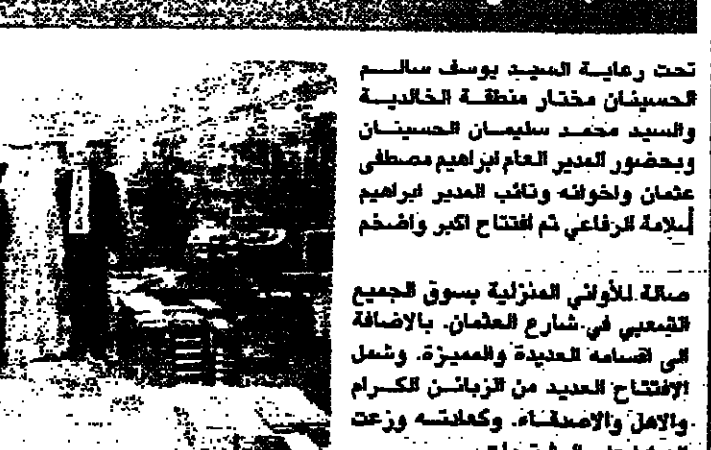 تحت رعاية السيد يوسف سالم
الحسينان مختار منطقة الخالدية
والسيد محمد سليمان الحسينان
وبحضور المدير العام ابراهيم مصطفى
عثمان واخوانه ونائب المدير ابراهيم
سلامة الرفاعي تم افتتاح اكبر واضخم
صالة للأواني المنزلية بسوق الجميع
الشعبي في شارع العثمان. بالاضافة
الى اقسامه العديدة والمميزة. وشمل
الافتتاح العديد من الزبائن الكرام
والاهل والاصدقاء. وكعادته وزعت